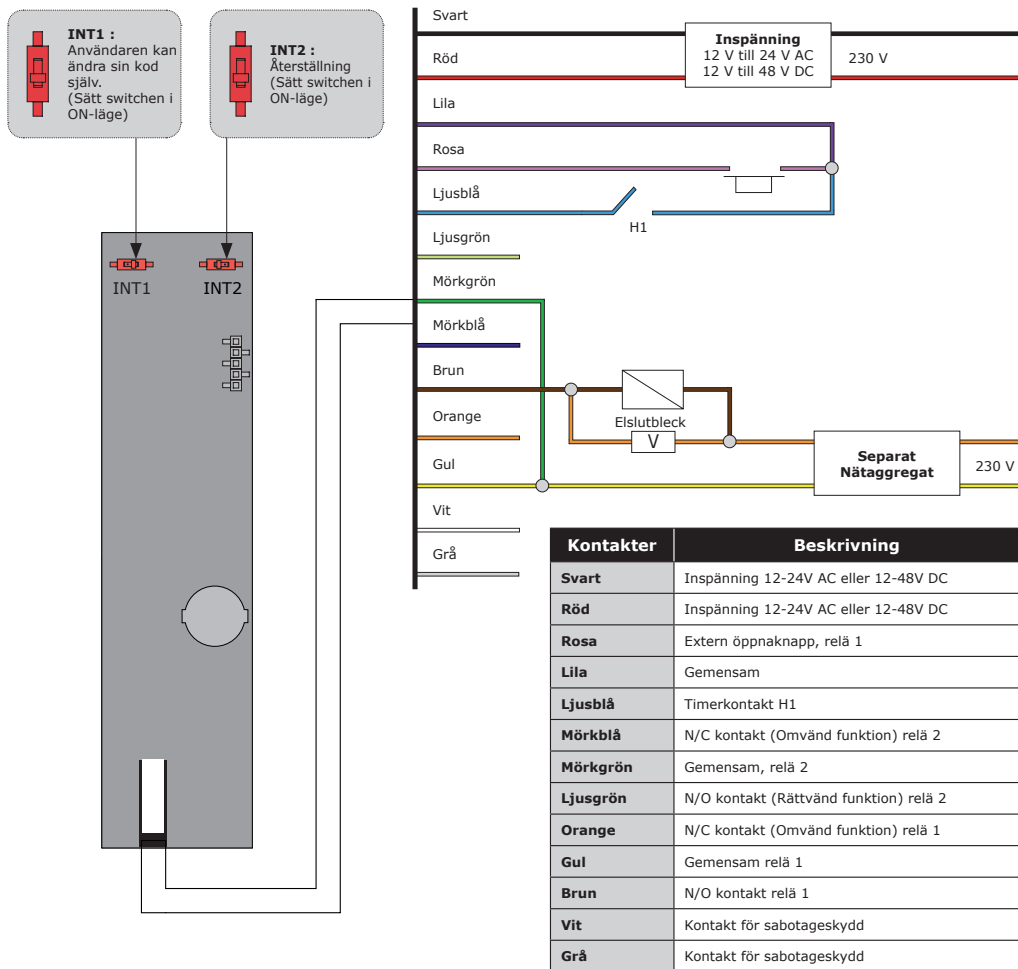 INT1 :
Användaren kan
ändra sin kod
själv.
(Sätt switchen i
ON-läge)
INT2 :
Återställning
(Sätt switchen i
ON-läge)
INT1
INT2
Svart
Röd
Lila
Rosa
Ljusblå
Ljusgrön
Mörkgrön
Mörkblå
Brun
Orange
Gul
Vit
Grå
Inspänning
12 V till 24 V AC
12 V till 48 V DC
230 V
H1
Elslutbleck
V
Separat
Nätaggregat
230 V
Kontakter Beskrivning
Svart Inspänning 12-24V AC eller 12-48V DC
Röd Inspänning 12-24V AC eller 12-48V DC
Rosa Extern öppnaknapp, relä 1
Lila Gemensam
Ljusblå Timerkontakt H1
Mörkblå N/C kontakt (Omvänd funktion) relä 2
Mörkgrön Gemensam, relä 2
Ljusgrön N/O kontakt (Rättvänd funktion) relä 2
Orange N/C kontakt (Omvänd funktion) relä 1
Gul Gemensam relä 1
Brun N/O kontakt relä 1
Vit Kontakt för sabotageskydd
Grå Kontakt för sabotageskydd